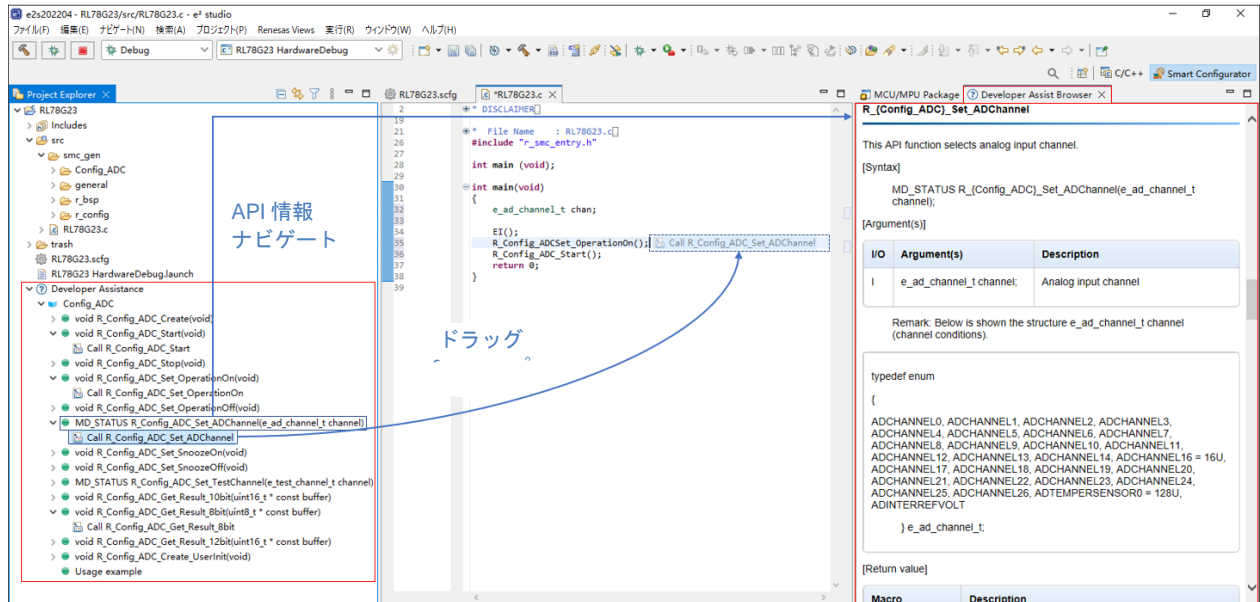 e2s202204 - RL78G23/src/RL78G23.c - e² studio
ファイル(F) 編集(E) ナビゲート(N) 検索(A) プロジェクト(P) Renesas Views 実行(R) ウィンドウ(W) ヘルプ(H)
Debug
RL78G23 HardwareDebug
C/C++
Smart Configurator
Project Explorer
RL78G23
Includes
src
smc_gen
Config_ADC
general
r_bsp
r_config
RL78G23.c
trash
RL78G23.scfg
RL78G23 HardwareDebug.launch
Developer Assistance
Config_ADC
void R_Config_ADC_Create(void)
void R_Config_ADC_Start(void)
Call R_Config_ADC_Start
void R_Config_ADC_Stop(void)
void R_Config_ADC_Set_OperationOn(void)
Call R_Config_ADC_Set_OperationOn
void R_Config_ADC_Set_OperationOff(void)
MD_STATUS R_Config_ADC_Set_ADChannel(e_ad_channel_t channel)
Call R_Config_ADC_Set_ADChannel
void R_Config_ADC_Set_SnoozeOn(void)
void R_Config_ADC_Set_SnoozeOff(void)
MD_STATUS R_Config_ADC_Set_TestChannel(e_test_channel_t channel)
void R_Config_ADC_Get_Result_10bit(uint16_t * const buffer)
void R_Config_ADC_Get_Result_8bit(uint8_t * const buffer)
Call R_Config_ADC_Get_Result_8bit
void R_Config_ADC_Get_Result_12bit(uint16_t * const buffer)
void R_Config_ADC_Create_UserInit(void)
Usage example
API 情報
ナビゲート
RL78G23.scfg
*RL78G23.c
2 * DISCLAIMER
19
21 * File Name : RL78G23.c
26 #include "r_smc_entry.h"
27
28 int main (void);
29
30 int main(void)
31 {
32 e_ad_channel_t chan;
33
34 EI();
35 R_Config_ADCSet_OperationOn(); Call R_Config_ADC_Set_ADChannel
36 R_Config_ADC_Start();
37 return 0;
38 }
39
ドラッグ
MCU/MPU Package
Developer Assist Browser
R_{Config_ADC}_Set_ADChannel
This API function selects analog input channel.
[Syntax]
MD_STATUS R_{Config_ADC}_Set_ADChannel(e_ad_channel_t
channel);
[Argument(s)]
I/O Argument(s) Description
I e_ad_channel_t channel; Analog input channel
Remark: Below is shown the structure e_ad_channel_t channel
(channel conditions).
typedef enum
{
ADCHANNEL0, ADCHANNEL1, ADCHANNEL2, ADCHANNEL3,
ADCHANNEL4, ADCHANNEL5, ADCHANNEL6, ADCHANNEL7,
ADCHANNEL8, ADCHANNEL9, ADCHANNEL10, ADCHANNEL11,
ADCHANNEL12, ADCHANNEL13, ADCHANNEL14, ADCHANNEL16 = 16U,
ADCHANNEL17, ADCHANNEL18, ADCHANNEL19, ADCHANNEL20,
ADCHANNEL21, ADCHANNEL22, ADCHANNEL23, ADCHANNEL24,
ADCHANNEL25, ADCHANNEL26, ADTEMPERSENSOR0 = 128U,
ADINTERREFVOLT
} e_ad_channel_t;
[Return value]
Macro Description